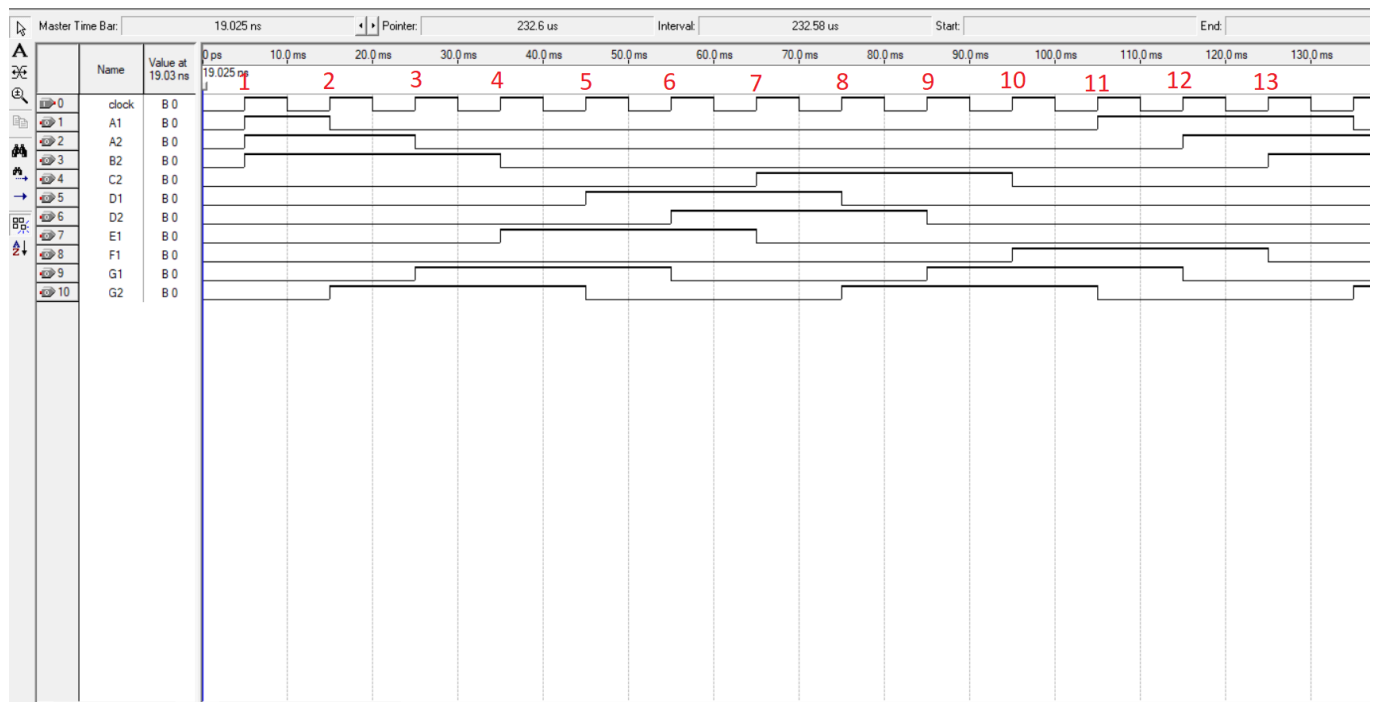 Master Time Bar: 19.025 ns Pointer: 232.6 us Interval: 232.58 us Start: End:
Name Value at 19.03 ns
0 ps 10.0 ms 20.0 ms 30.0 ms 40.0 ms 50.0 ms 60.0 ms 70.0 ms 80.0 ms 90.0 ms 100.0 ms 110.0 ms 120.0 ms 130.0 ms
19.025 ns
1 2 3 4 5 6 7 8 9 10 11 12 13
0 clock B 0
1 A1 B 0
2 A2 B 0
3 B2 B 0
4 C2 B 0
5 D1 B 0
6 D2 B 0
7 E1 B 0
8 F1 B 0
9 G1 B 0
10 G2 B 0